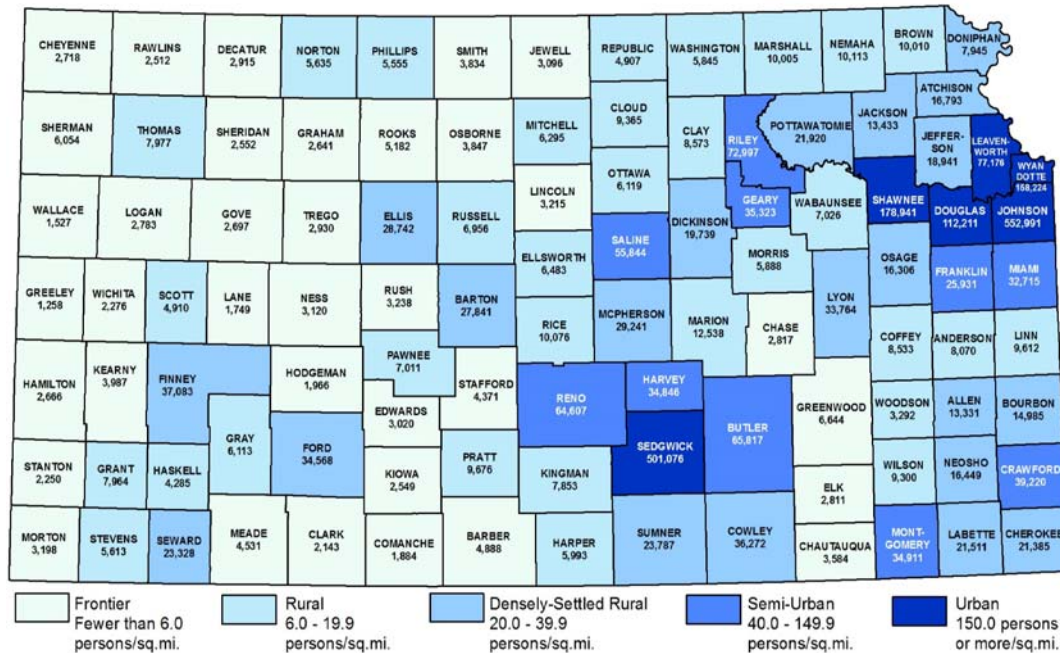 CHEYENNE
2,718
RAWLINS
2,512
DECATUR
2,915
NORTON
5,635
PHILLIPS
5,555
SMITH
3,834
JEWELL
3,096
REPUBLIC
4,907
WASHINGTON
5,845
MARSHALL
10,005
NEMAHA
10,113
BROWN
10,010
DONIPHAN
7,945
SHERMAN
6,054
THOMAS
7,977
SHERIDAN
2,552
GRAHAM
2,641
ROOKS
5,182
OSBORNE
3,847
MITCHELL
6,295
CLOUD
9,365
CLAY
8,573
RILEY
72,997
POTTAWATOMIE
21,920
JACKSON
13,433
ATCHISON
16,793
JEFFER-
SON
18,941
LEAVEN-
WORTH
77,176
WYAN
DOTTE
158,224
WALLACE
1,527
LOGAN
2,783
GOVE
2,697
TREGO
2,930
ELLIS
28,742
RUSSELL
6,956
LINCOLN
3,215
OTTAWA
6,119
SALINE
55,844
DICKINSON
19,739
GEARY
35,323
WABAUNSEE
7,026
SHAWNEE
178,941
DOUGLAS
112,211
JOHNSON
552,991
GREELEY
1,258
WICHITA
2,276
SCOTT
4,910
LANE
1,749
NESS
3,120
RUSH
3,238
BARTON
27,841
ELLSWORTH
6,483
RICE
10,076
MCPHERSON
29,241
MARION
12,538
MORRIS
5,888
CHASE
2,817
LYON
33,764
OSAGE
16,306
FRANKLIN
25,931
MIAMI
32,715
COFFEY
8,533
ANDERSON
8,070
LINN
9,612
HAMILTON
2,666
KEARNY
3,987
FINNEY
37,083
HODGEMAN
1,966
PAWNEE
7,011
EDWARDS
3,020
STAFFORD
4,371
RENO
64,607
HARVEY
34,846
SEDGWICK
501,076
BUTLER
65,817
GREENWOOD
6,644
WOODSON
3,292
ALLEN
13,331
BOURBON
14,985
STANTON
2,250
GRANT
7,964
HASKELL
4,285
GRAY
6,113
FORD
34,568
KIOWA
2,549
PRATT
9,676
KINGMAN
7,853
ELK
2,811
WILSON
9,300
NEOSHO
16,449
CRAWFORD
39,220
MORTON
3,198
STEVENS
5,613
SEWARD
23,328
MEADE
4,531
CLARK
2,143
COMANCHE
1,884
BARBER
4,888
HARPER
5,993
SUMNER
23,787
COWLEY
36,272
CHAUTAUQUA
3,584
MONT-
GOMERY
34,911
LABETTE
21,511
CHEROKEE
21,385
Frontier
Fewer than 6.0
persons/sq.mi.
Rural
6.0 - 19.9
persons/sq.mi.
Densely-Settled Rural
20.0 - 39.9
persons/sq.mi.
Semi-Urban
40.0 - 149.9
persons/sq.mi.
Urban
150.0 persons
or more/sq.mi.